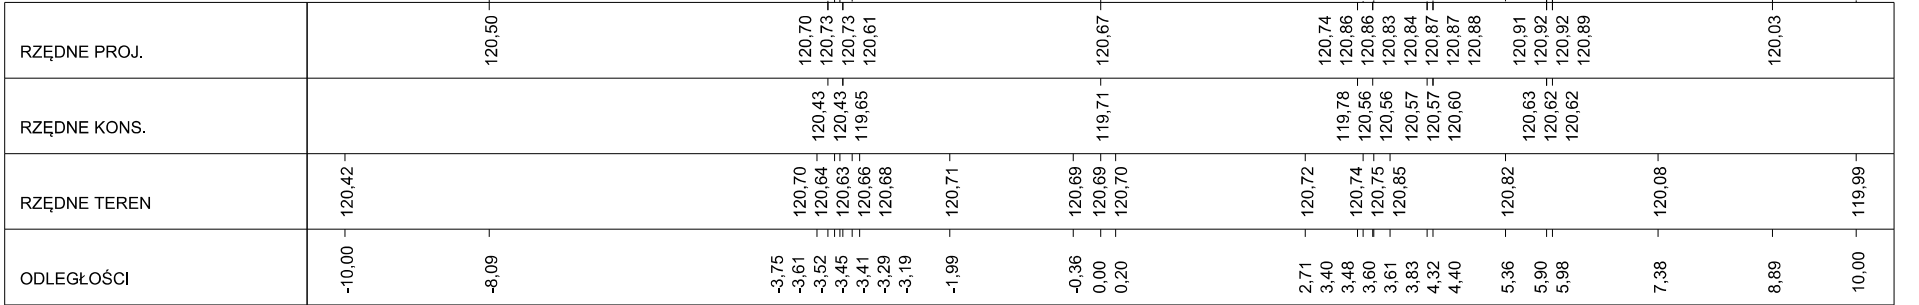 RZĘDNE PROJ. 120,50 120,70 120,73 120,73 120,61 120,67 120,74 120,86 120,86 120,83 120,84 120,87 120,87 120,88 120,91 120,92 120,92 120,89 120,03
RZĘDNE KONS. 120,43 120,43 119,65 119,71 119,78 120,56 120,56 120,57 120,57 120,60 120,63 120,62 120,62
RZĘDNE TEREN 120,42 120,70 120,64 120,63 120,66 120,68 120,71 120,69 120,69 120,70 120,72 120,74 120,75 120,85 120,82 120,08 119,99
ODLEGŁOŚCI -10,00 -8,09 -3,75 -3,61 -3,52 -3,45 -3,41 -3,29 -3,19 -1,99 -0,36 0,00 0,20 2,71 3,40 3,48 3,60 3,61 3,83 4,32 4,40 5,36 5,90 5,98 7,38 8,89 10,00